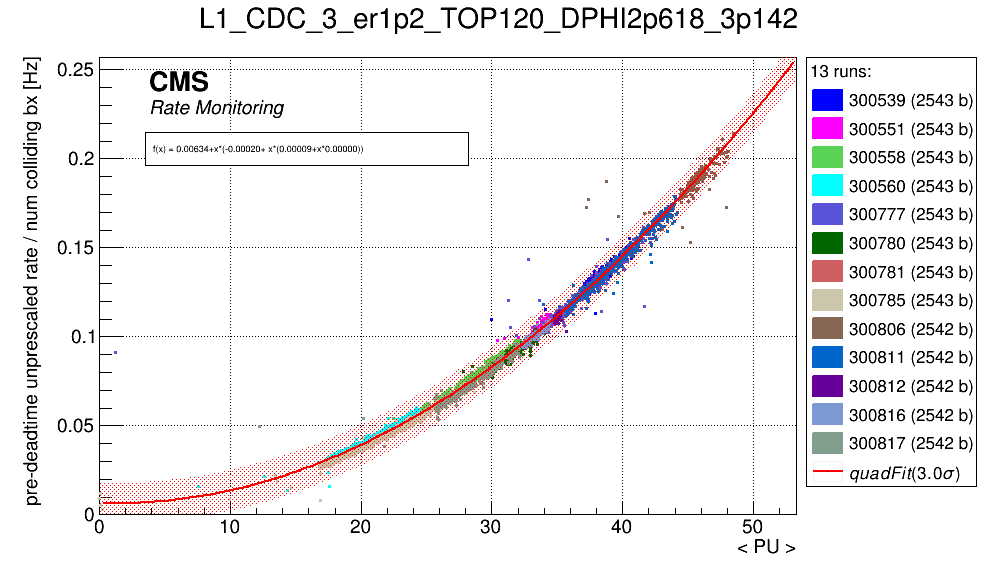 L1_CDC_3_er1p2_TOP120_DPHI2p618_3p142
pre-deadtime unprescaled rate / num colliding bx [Hz]
0.25
0.2
0.15
0.1
0.05
0
CMS
Rate Monitoring
f(x) = 0.00634+x*(-0.00020+ x*(0.00009+x*0.00000))
0 10 20 30 40 50
< PU >
13 runs:
300539 (2543 b)
300551 (2543 b)
300558 (2543 b)
300560 (2543 b)
300777 (2543 b)
300780 (2543 b)
300781 (2543 b)
300785 (2543 b)
300806 (2542 b)
300811 (2542 b)
300812 (2542 b)
300816 (2542 b)
300817 (2542 b)
quadFit(3.0σ)